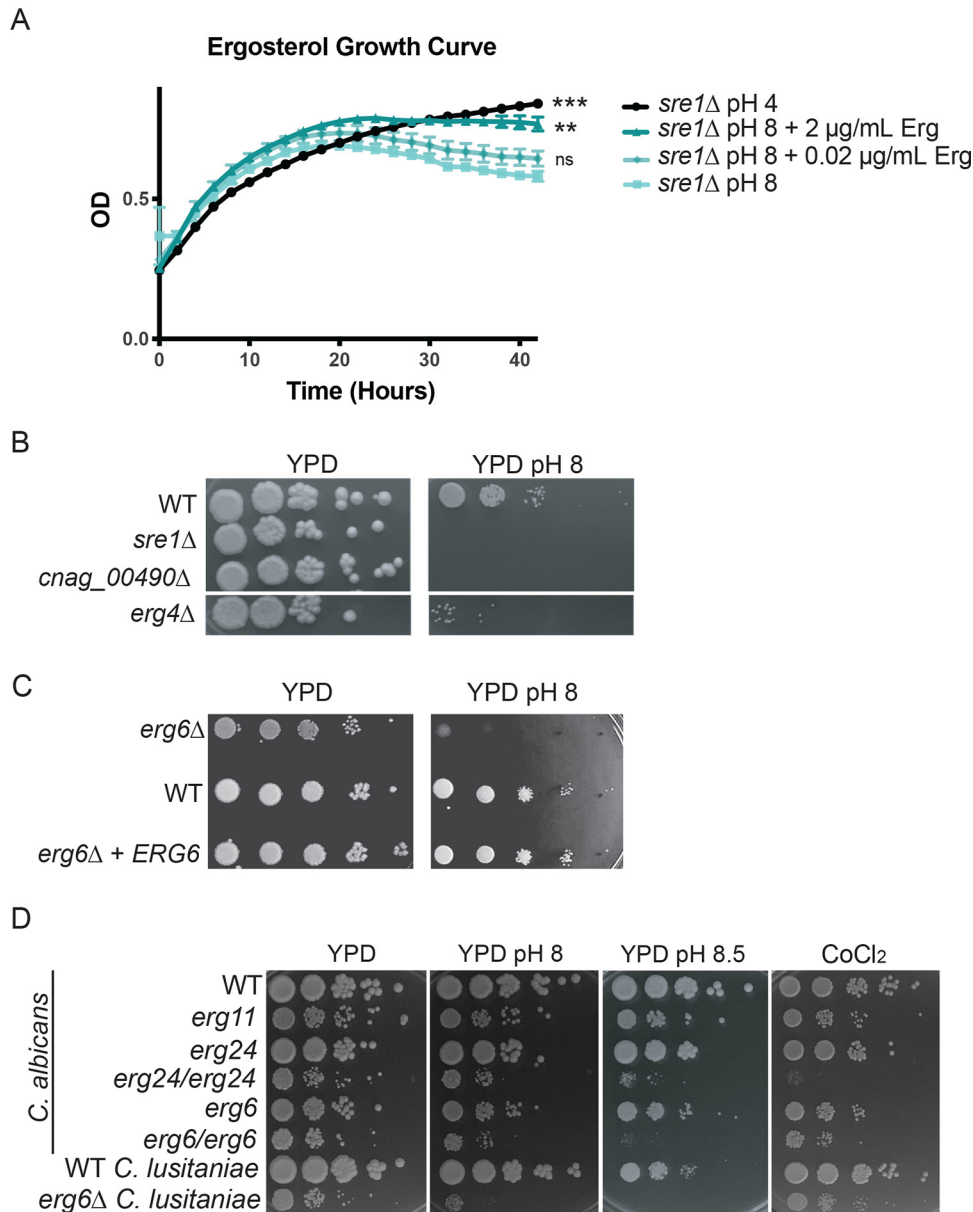 A
Ergosterol Growth Curve
OD
0.5
0.0
0 10 20 30 40
Time (Hours)
***
**
ns
sre1Δ pH 4
sre1Δ pH 8 + 2 µg/mL Erg
sre1Δ pH 8 + 0.02 µg/mL Erg
sre1Δ pH 8
B
YPD YPD pH 8
WT
sre1Δ
cnag_00490Δ
erg4Δ
C
YPD YPD pH 8
erg6Δ
WT
erg6Δ + ERG6
D
YPD YPD pH 8 YPD pH 8.5 CoCl2
C. albicans
WT
erg11
erg24
erg24/erg24
erg6
erg6/erg6
WT C. lusitaniae
erg6Δ C. lusitaniae